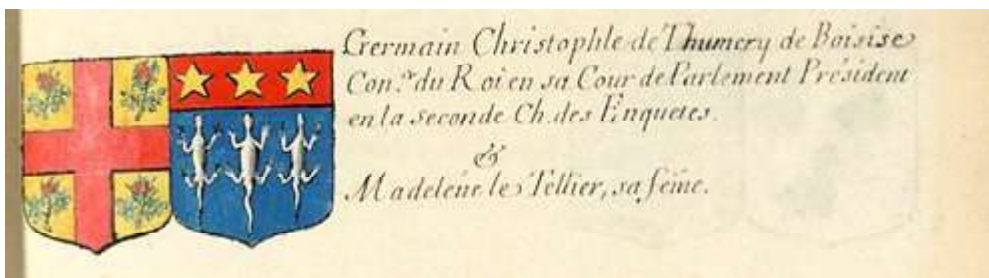 Germain Christophle de Thumery de Boisise
Con.er du Roi en sa Cour de Parlement Président
en la seconde Ch. des Enquetes.
&
Madeleine le Tellier, sa feme.